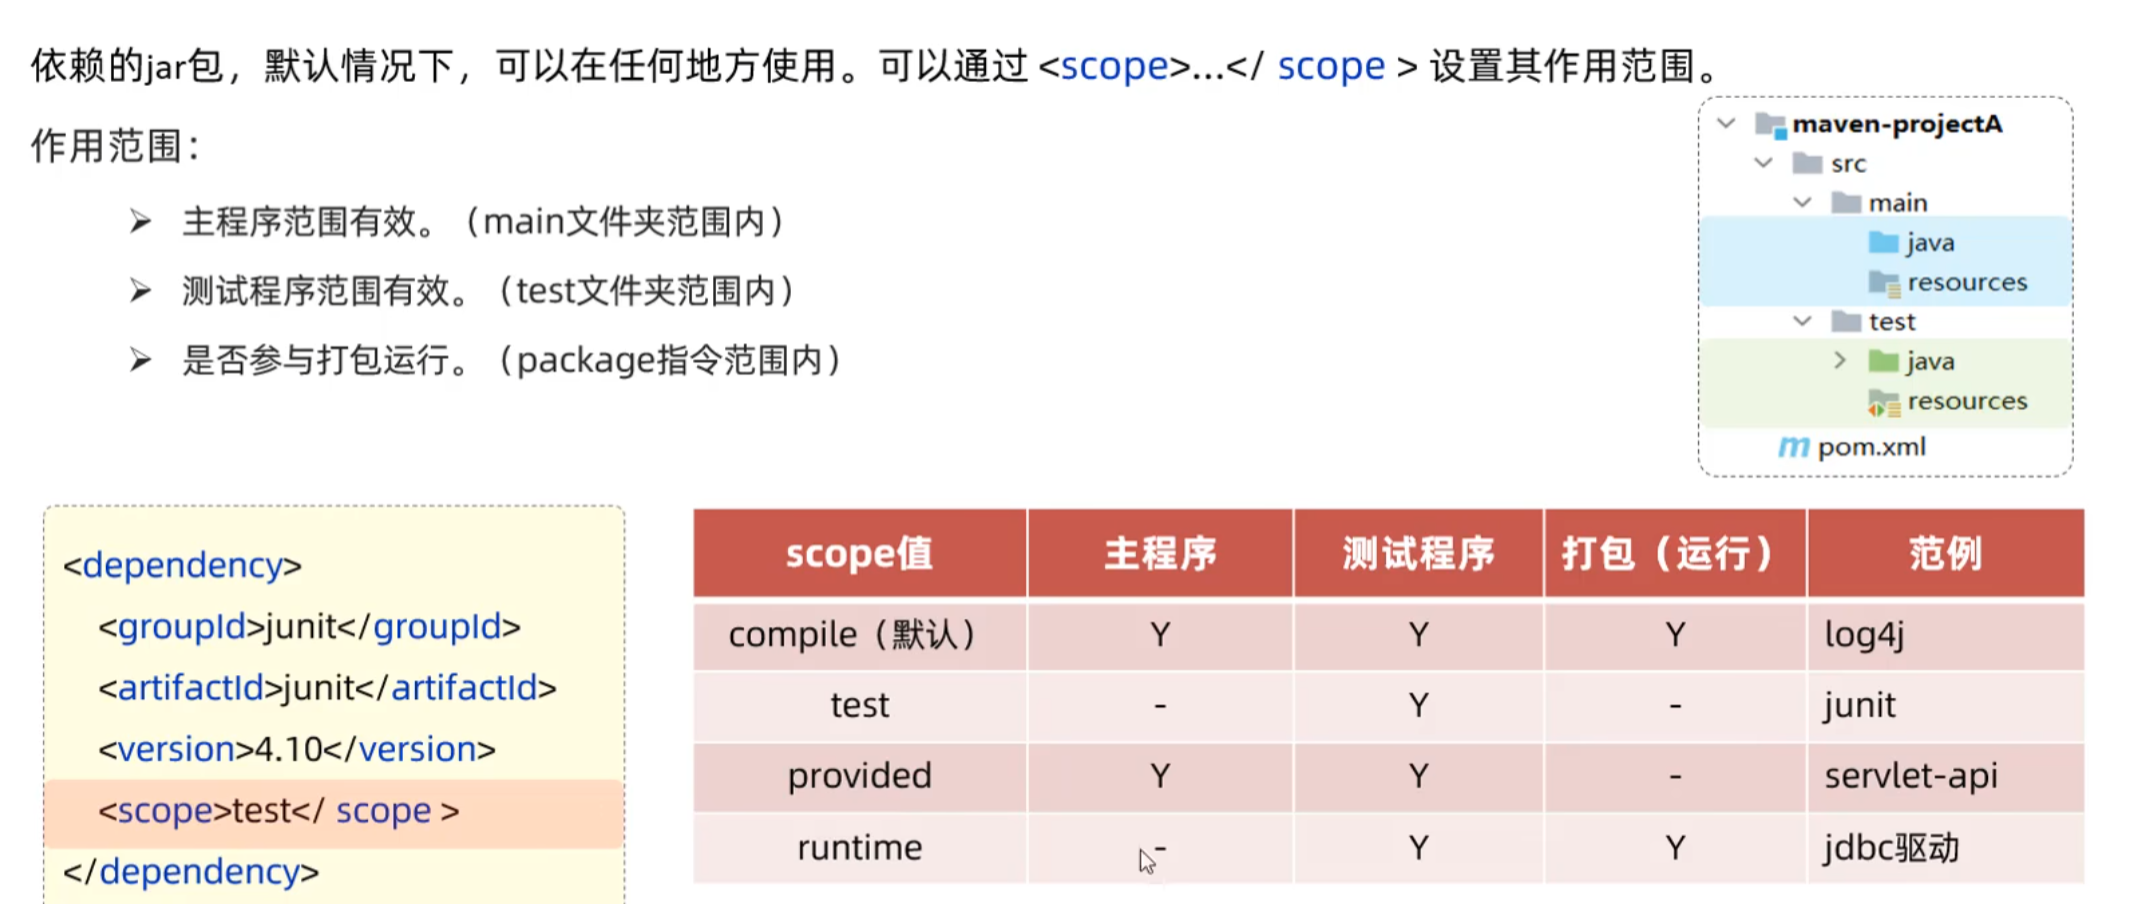 依赖的jar包，默认情况下，可以在任何地方使用。可以通过 <scope>...</ scope > 设置其作用范围。
作用范围：
主程序范围有效。（main文件夹范围内）
测试程序范围有效。（test文件夹范围内）
是否参与打包运行。（package指令范围内）
maven-projectA
src
main
java
resources
test
java
resources
pom.xml
<dependency>
<groupId>junit</groupId>
<artifactId>junit</artifactId>
<version>4.10</version>
<scope>test</ scope >
</dependency>
scope值 主程序 测试程序 打包（运行） 范例
compile（默认） Y Y Y log4j
test - Y - junit
provided Y Y - servlet-api
runtime - Y Y jdbc驱动